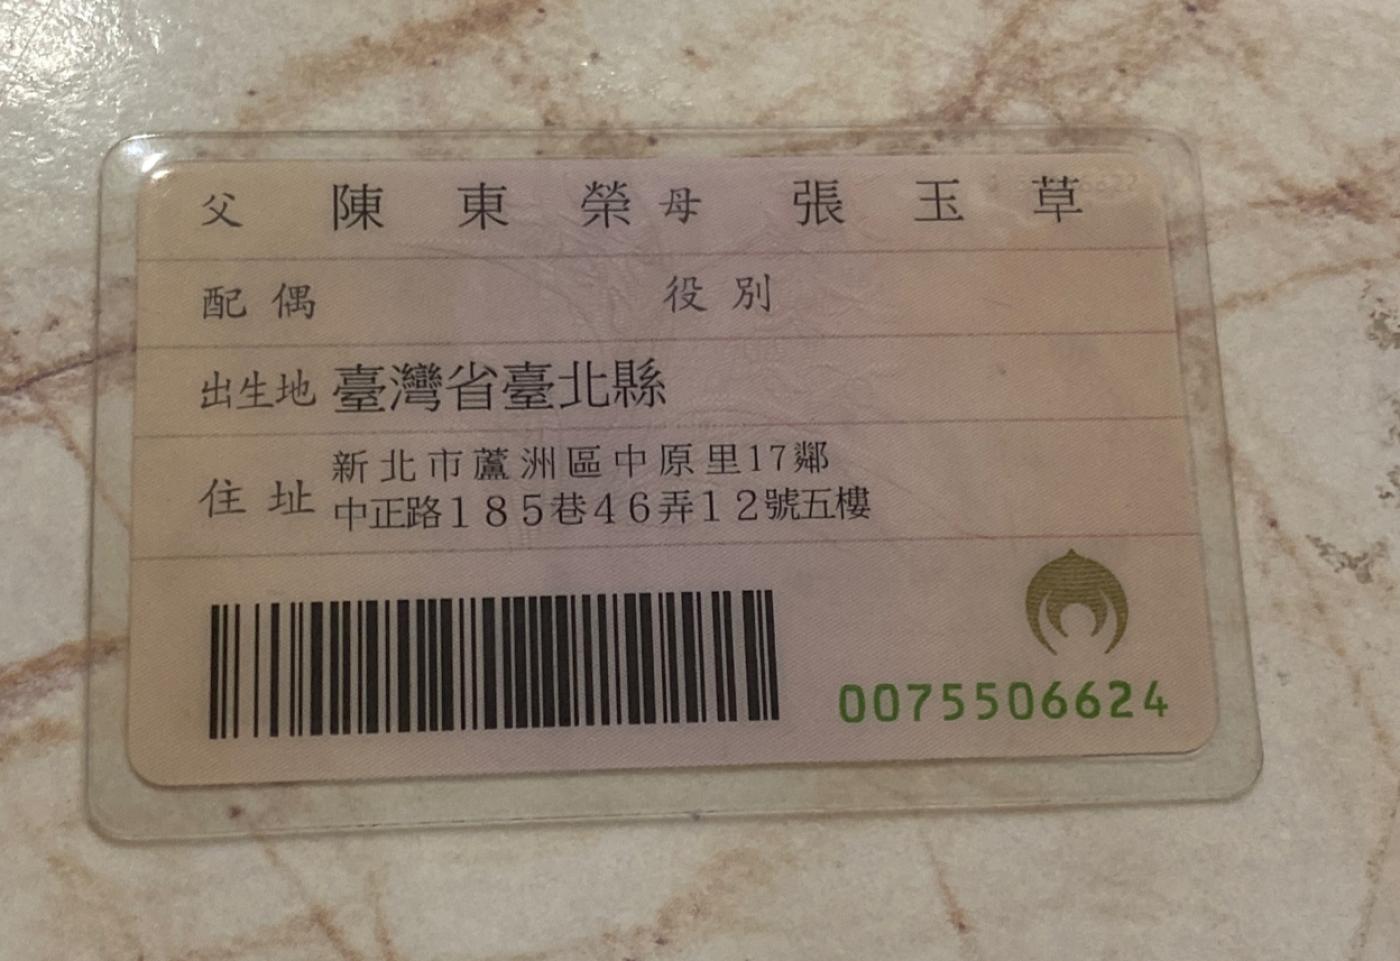 父 陳東榮 母 張玉草
配偶 役別
出生地 臺灣省臺北縣
住址 新北市蘆洲區中原里17鄰
中正路185巷46弄12號五樓
0075506624